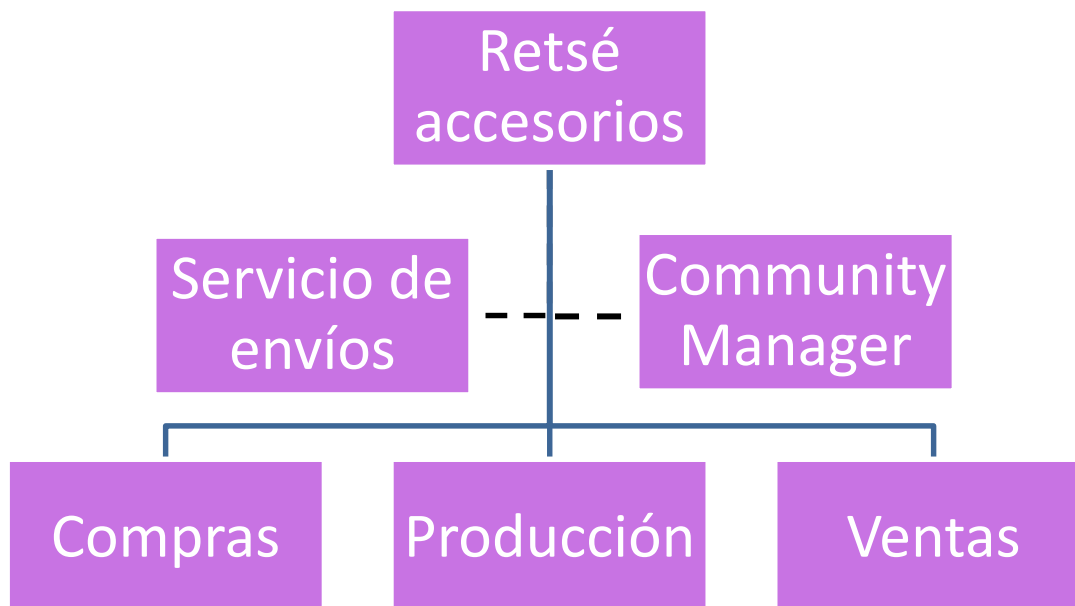 Retsé
accesorios
Servicio de
envíos
Community
Manager
Compras
Producción
Ventas